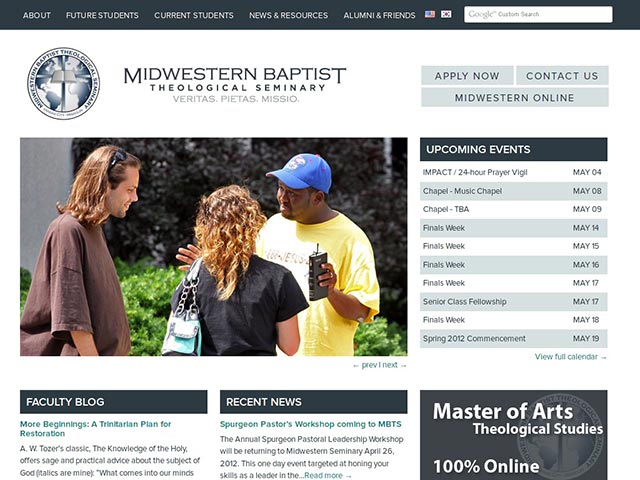 ABOUT FUTURE STUDENTS CURRENT STUDENTS NEWS & RESOURCES ALUMNI & FRIENDS Google™ Custom Search
MIDWESTERN BAPTIST
THEOLOGICAL SEMINARY
VERITAS. PIETAS. MISSIO.
APPLY NOW CONTACT US
MIDWESTERN ONLINE
UPCOMING EVENTS
IMPACT / 24-hour Prayer Vigil MAY 04
Chapel - Music Chapel MAY 08
Chapel - TBA MAY 09
Finals Week MAY 14
Finals Week MAY 15
Finals Week MAY 16
Finals Week MAY 17
Senior Class Fellowship MAY 17
Finals Week MAY 18
Spring 2012 Commencement MAY 19
View full calendar →
← prev | next →
FACULTY BLOG
More Beginnings: A Trinitarian Plan for
Restoration
A. W. Tozer's classic, The Knowledge of the Holy,
offers sage and practical advice about the subject of
God (italics are mine): "What comes into our minds
RECENT NEWS
Spurgeon Pastor's Workshop coming to MBTS
The Annual Spurgeon Pastoral Leadership Workshop
will be returning to Midwestern Seminary April 26,
2012. This one day event targeted at honing your
skills as a leader in the...Read more →
Master of Arts
Theological Studies
100% Online